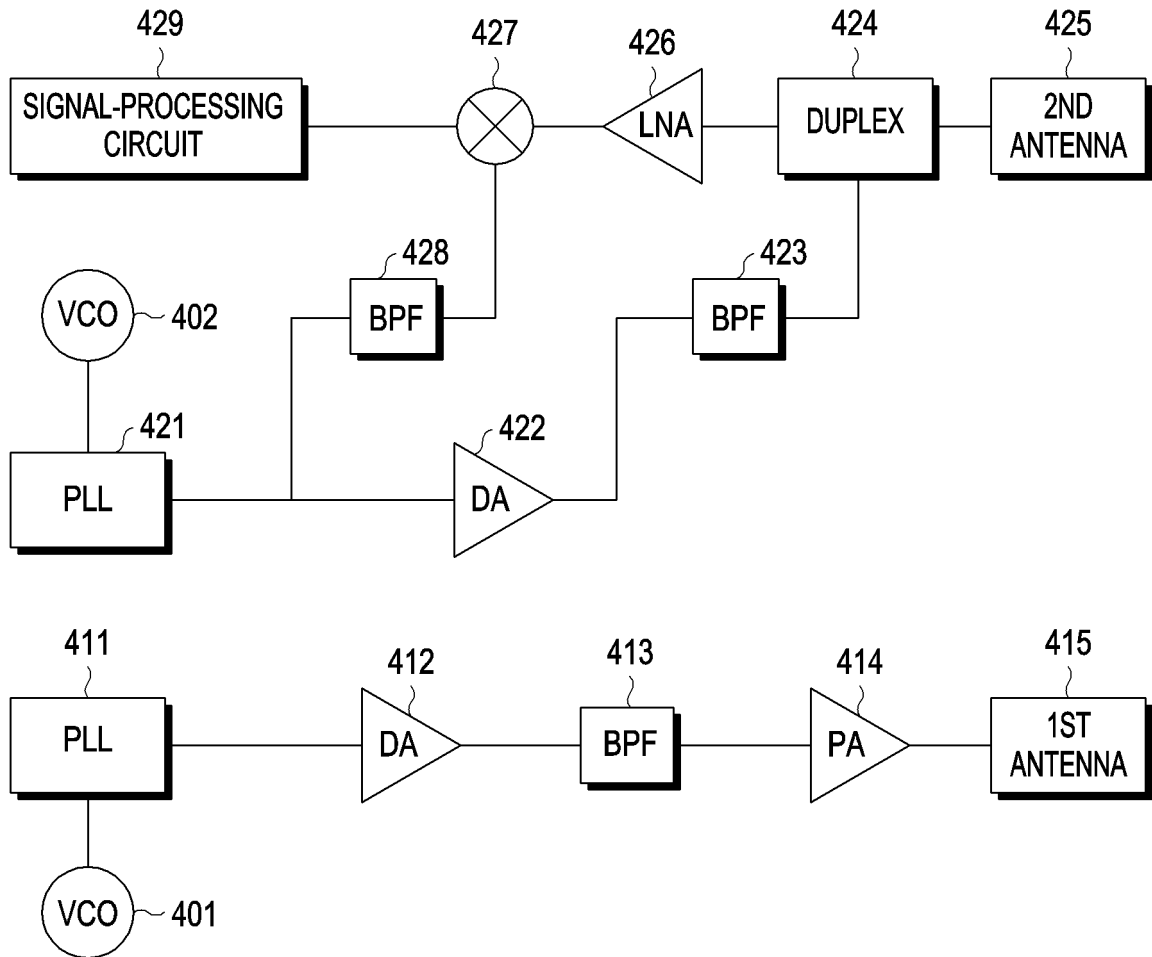 429
427
426
424
425
SIGNAL-PROCESSING
CIRCUIT
LNA
DUPLEX
2ND
ANTENNA
428
423
VCO
402
BPF
BPF
421
422
PLL
DA
411
412
413
414
415
PLL
DA
BPF
PA
1ST
ANTENNA
VCO
401